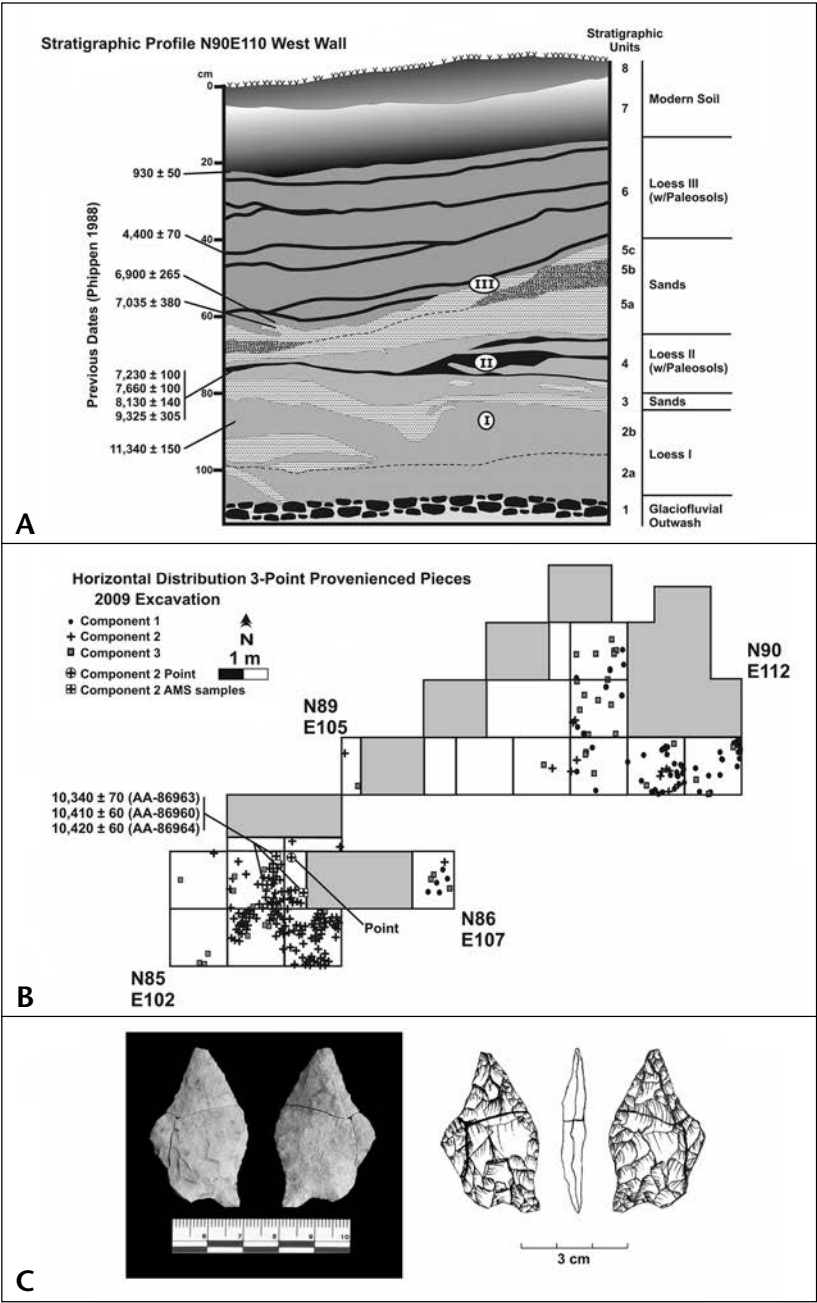 Stratigraphic Profile N90E110 West Wall
Stratigraphic
Units
cm
0
20
40
60
80
100
Previous Dates (Phippen 1988)
930 ± 50
4,400 ± 70
6,900 ± 265
7,035 ± 380
7,230 ± 100
7,660 ± 100
8,130 ± 140
9,325 ± 305
11,340 ± 150
III
II
I
8
7
Modern Soil
6
Loess III
(w/Paleosols)
5c
5b
5a
Sands
4
Loess II
(w/Paleosols)
3
Sands
2b
2a
Loess I
1
Glaciofluvial
Outwash
A
Horizontal Distribution 3-Point Provenienced Pieces
2009 Excavation
Component 1
Component 2
Component 3
Component 2 Point
Component 2 AMS samples
N
1 m
N90
E112
N89
E105
10,340 ± 70 (AA-86963)
10,410 ± 60 (AA-86960)
10,420 ± 60 (AA-86964)
Point
N86
E107
N85
E102
B
6 7 8 9 10
3 cm
C